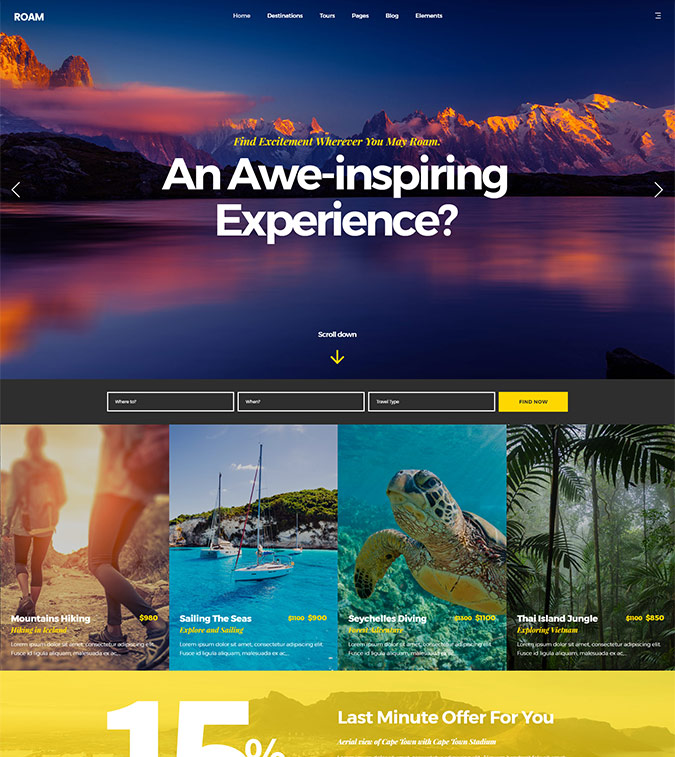 ROAM
Home Destinations Tours Pages Blog Elements
Find Excitement Wherever You May Roam.
An Awe-inspiring
Experience?
Scroll down
Where to? When? Travel Type FIND NOW
Mountains Hiking $980
Hiking in Iceland
Lorem ipsum dolor sit amet, consectetur adipiscing elit.
Fusce id ligula aliquam, malesuada ex ac...
Sailing The Seas $1100 $900
Explore and Sailing
Lorem ipsum dolor sit amet, consectetur adipiscing elit.
Fusce id ligula aliquam, malesuada ex ac...
Seychelles Diving $1300 $1100
Forest Adventure
Lorem ipsum dolor sit amet, consectetur adipiscing elit.
Fusce id ligula aliquam, malesuada ex ac...
Thai Island Jungle $1100 $850
Exploring Vietnam
Lorem ipsum dolor sit amet, consectetur adipiscing elit.
Fusce id ligula aliquam, malesuada ex ac...
15%
Last Minute Offer For You
Aerial view of Cape Town with Cape Town Stadium